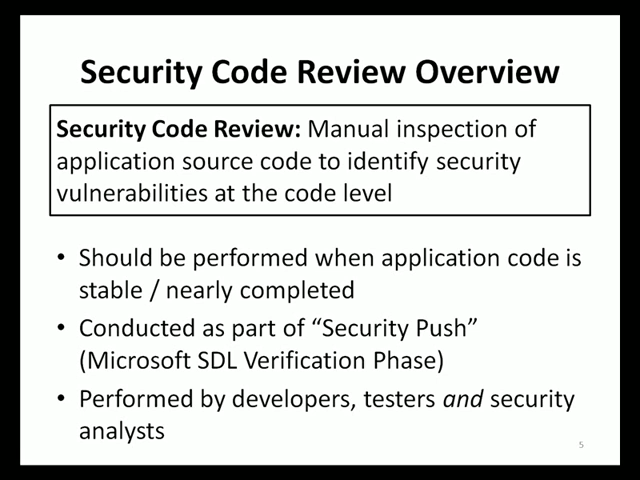 Security Code Review Overview
Security Code Review: Manual inspection of
application source code to identify security
vulnerabilities at the code level
• Should be performed when application code is
stable / nearly completed
• Conducted as part of “Security Push”
(Microsoft SDL Verification Phase)
• Performed by developers, testers and security
analysts
5